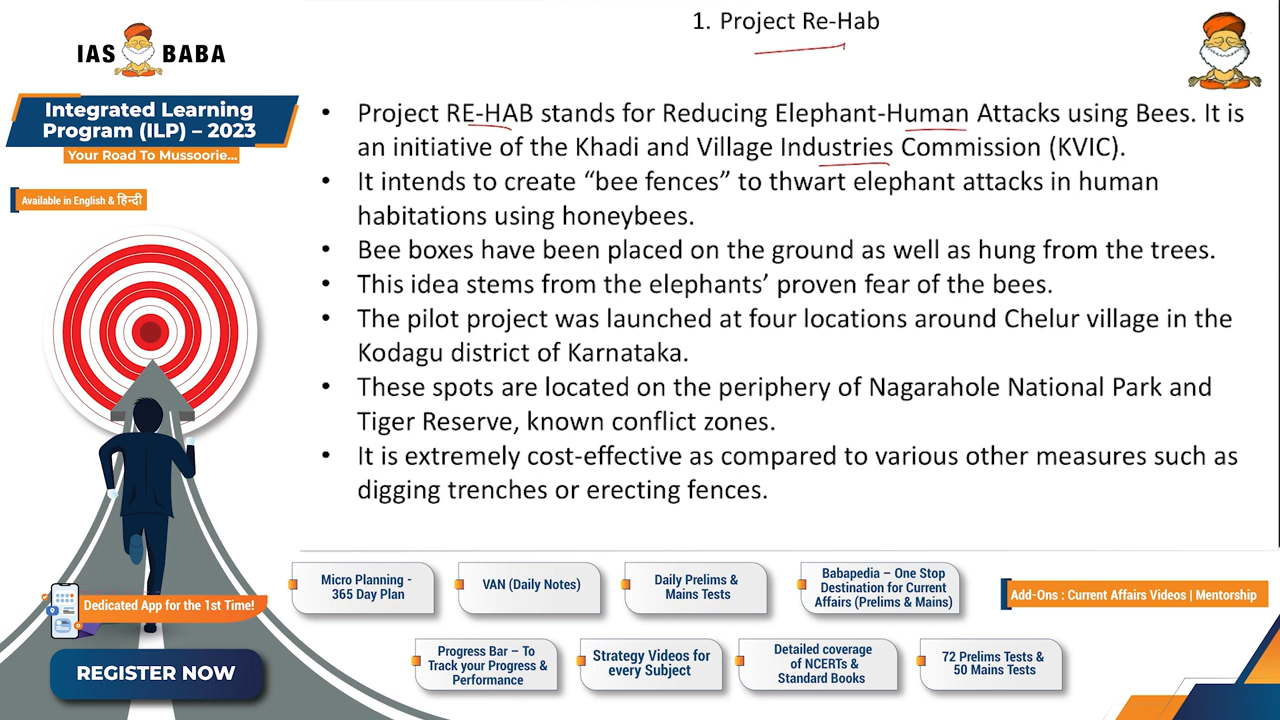 1. Project Re-Hab
IAS BABA
Integrated Learning
Program (ILP) – 2023
Your Road To Mussoorie...
Available in English & हिन्दी
• Project RE-HAB stands for Reducing Elephant-Human Attacks using Bees. It is
an initiative of the Khadi and Village Industries Commission (KVIC).
• It intends to create “bee fences” to thwart elephant attacks in human
habitations using honeybees.
• Bee boxes have been placed on the ground as well as hung from the trees.
• This idea stems from the elephants’ proven fear of the bees.
• The pilot project was launched at four locations around Chelur village in the
Kodagu district of Karnataka.
• These spots are located on the periphery of Nagarahole National Park and
Tiger Reserve, known conflict zones.
• It is extremely cost-effective as compared to various other measures such as
digging trenches or erecting fences.
Dedicated App for the 1st Time!
REGISTER NOW
Micro Planning -
365 Day Plan
VAN (Daily Notes)
Daily Prelims &
Mains Tests
Babapedia – One Stop
Destination for Current
Affairs (Prelims & Mains)
Add-Ons : Current Affairs Videos | Mentorship
Progress Bar – To
Track your Progress &
Performance
Strategy Videos for
every Subject
Detailed coverage
of NCERTs &
Standard Books
72 Prelims Tests &
50 Mains Tests